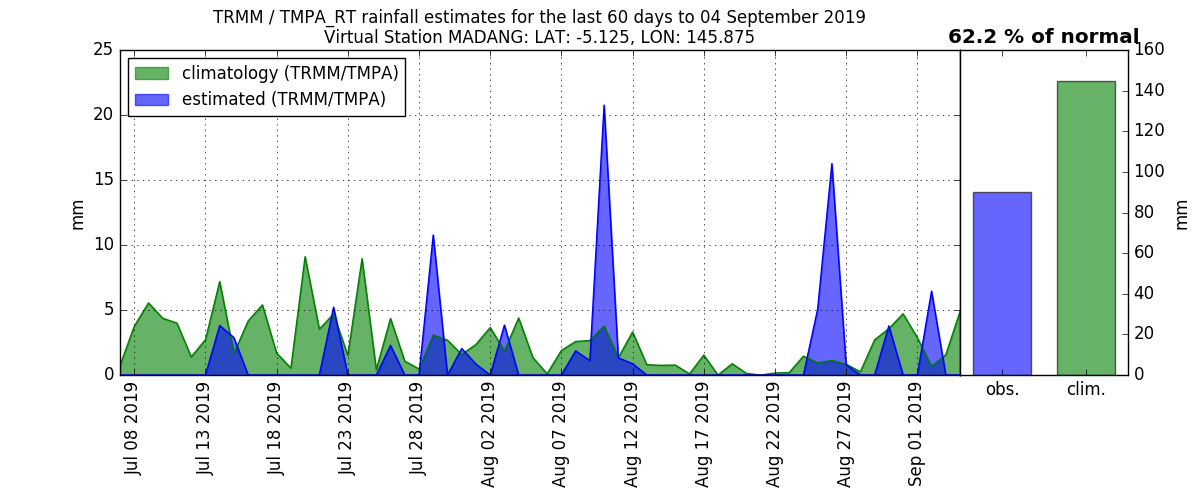 TRMM / TMPA_RT rainfall estimates for the last 60 days to 04 September 2019
Virtual Station MADANG: LAT: -5.125, LON: 145.875
62.2 % of normal
climatology (TRMM/TMPA)
estimated (TRMM/TMPA)
25
20
15
10
5
0
mm
Jul 08 2019
Jul 13 2019
Jul 18 2019
Jul 23 2019
Jul 28 2019
Aug 02 2019
Aug 07 2019
Aug 12 2019
Aug 17 2019
Aug 22 2019
Aug 27 2019
Sep 01 2019
obs.
clim.
160
140
120
100
80
60
40
20
0
mm